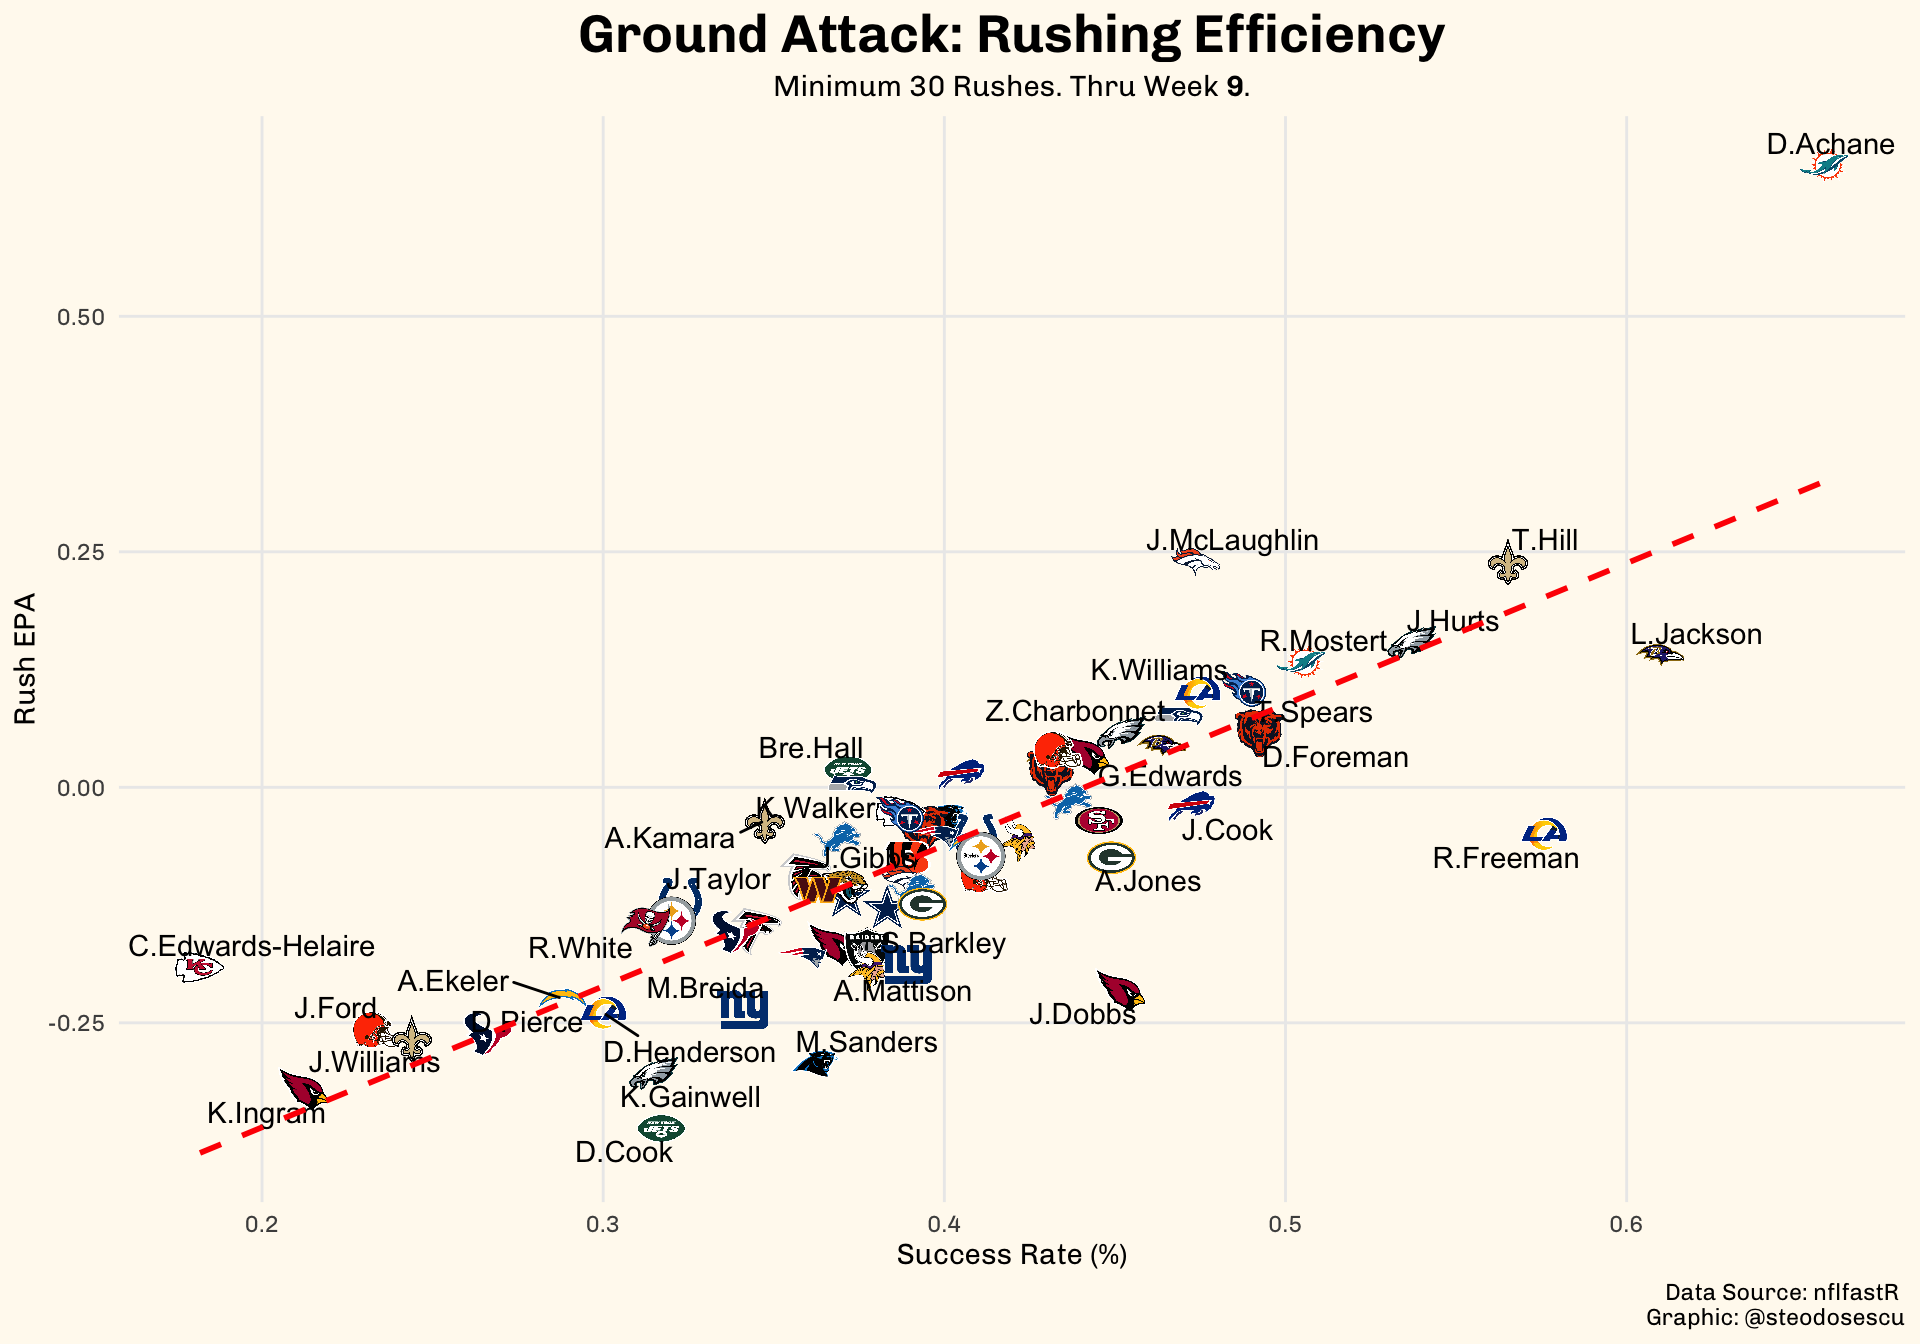 Ground Attack: Rushing Efficiency
Minimum 30 Rushes. Thru Week 9.
D.Achane
0.50
J.McLaughlin
T.Hill
0.25
J.Hurts
L.Jackson
R.Mostert
K.Williams
Z.Charbonnet
T.Spears
Bre.Hall
D.Foreman
G.Edwards
0.00
K.Walker
A.Kamara
J.Cook
J.Gibbs
R.Freeman
J.Taylor
A.Jones
C.Edwards-Helaire
R.White
S.Barkley
A.Ekeler
M.Breida
A.Mattison
J.Ford
D.Pierce
J.Dobbs
-0.25
M.Sanders
D.Henderson
J.Williams
K.Gainwell
K.Ingram
D.Cook
Rush EPA
0.2 0.3 0.4 0.5 0.6
Success Rate (%)
Data Source: nflfastR
Graphic: @steodosescu